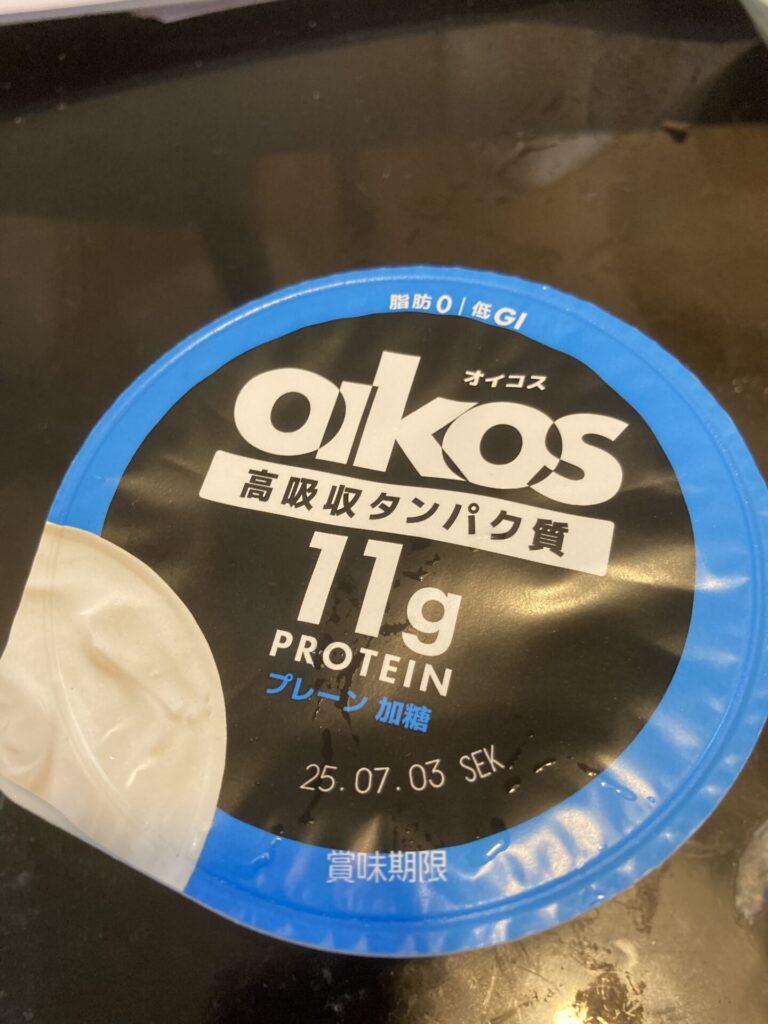 脂肪0 | 低GI
オイコス
oikos
高吸収タンパク質
11g
PROTEIN
プレーン 加糖
25.07.03 SEK
賞味期限